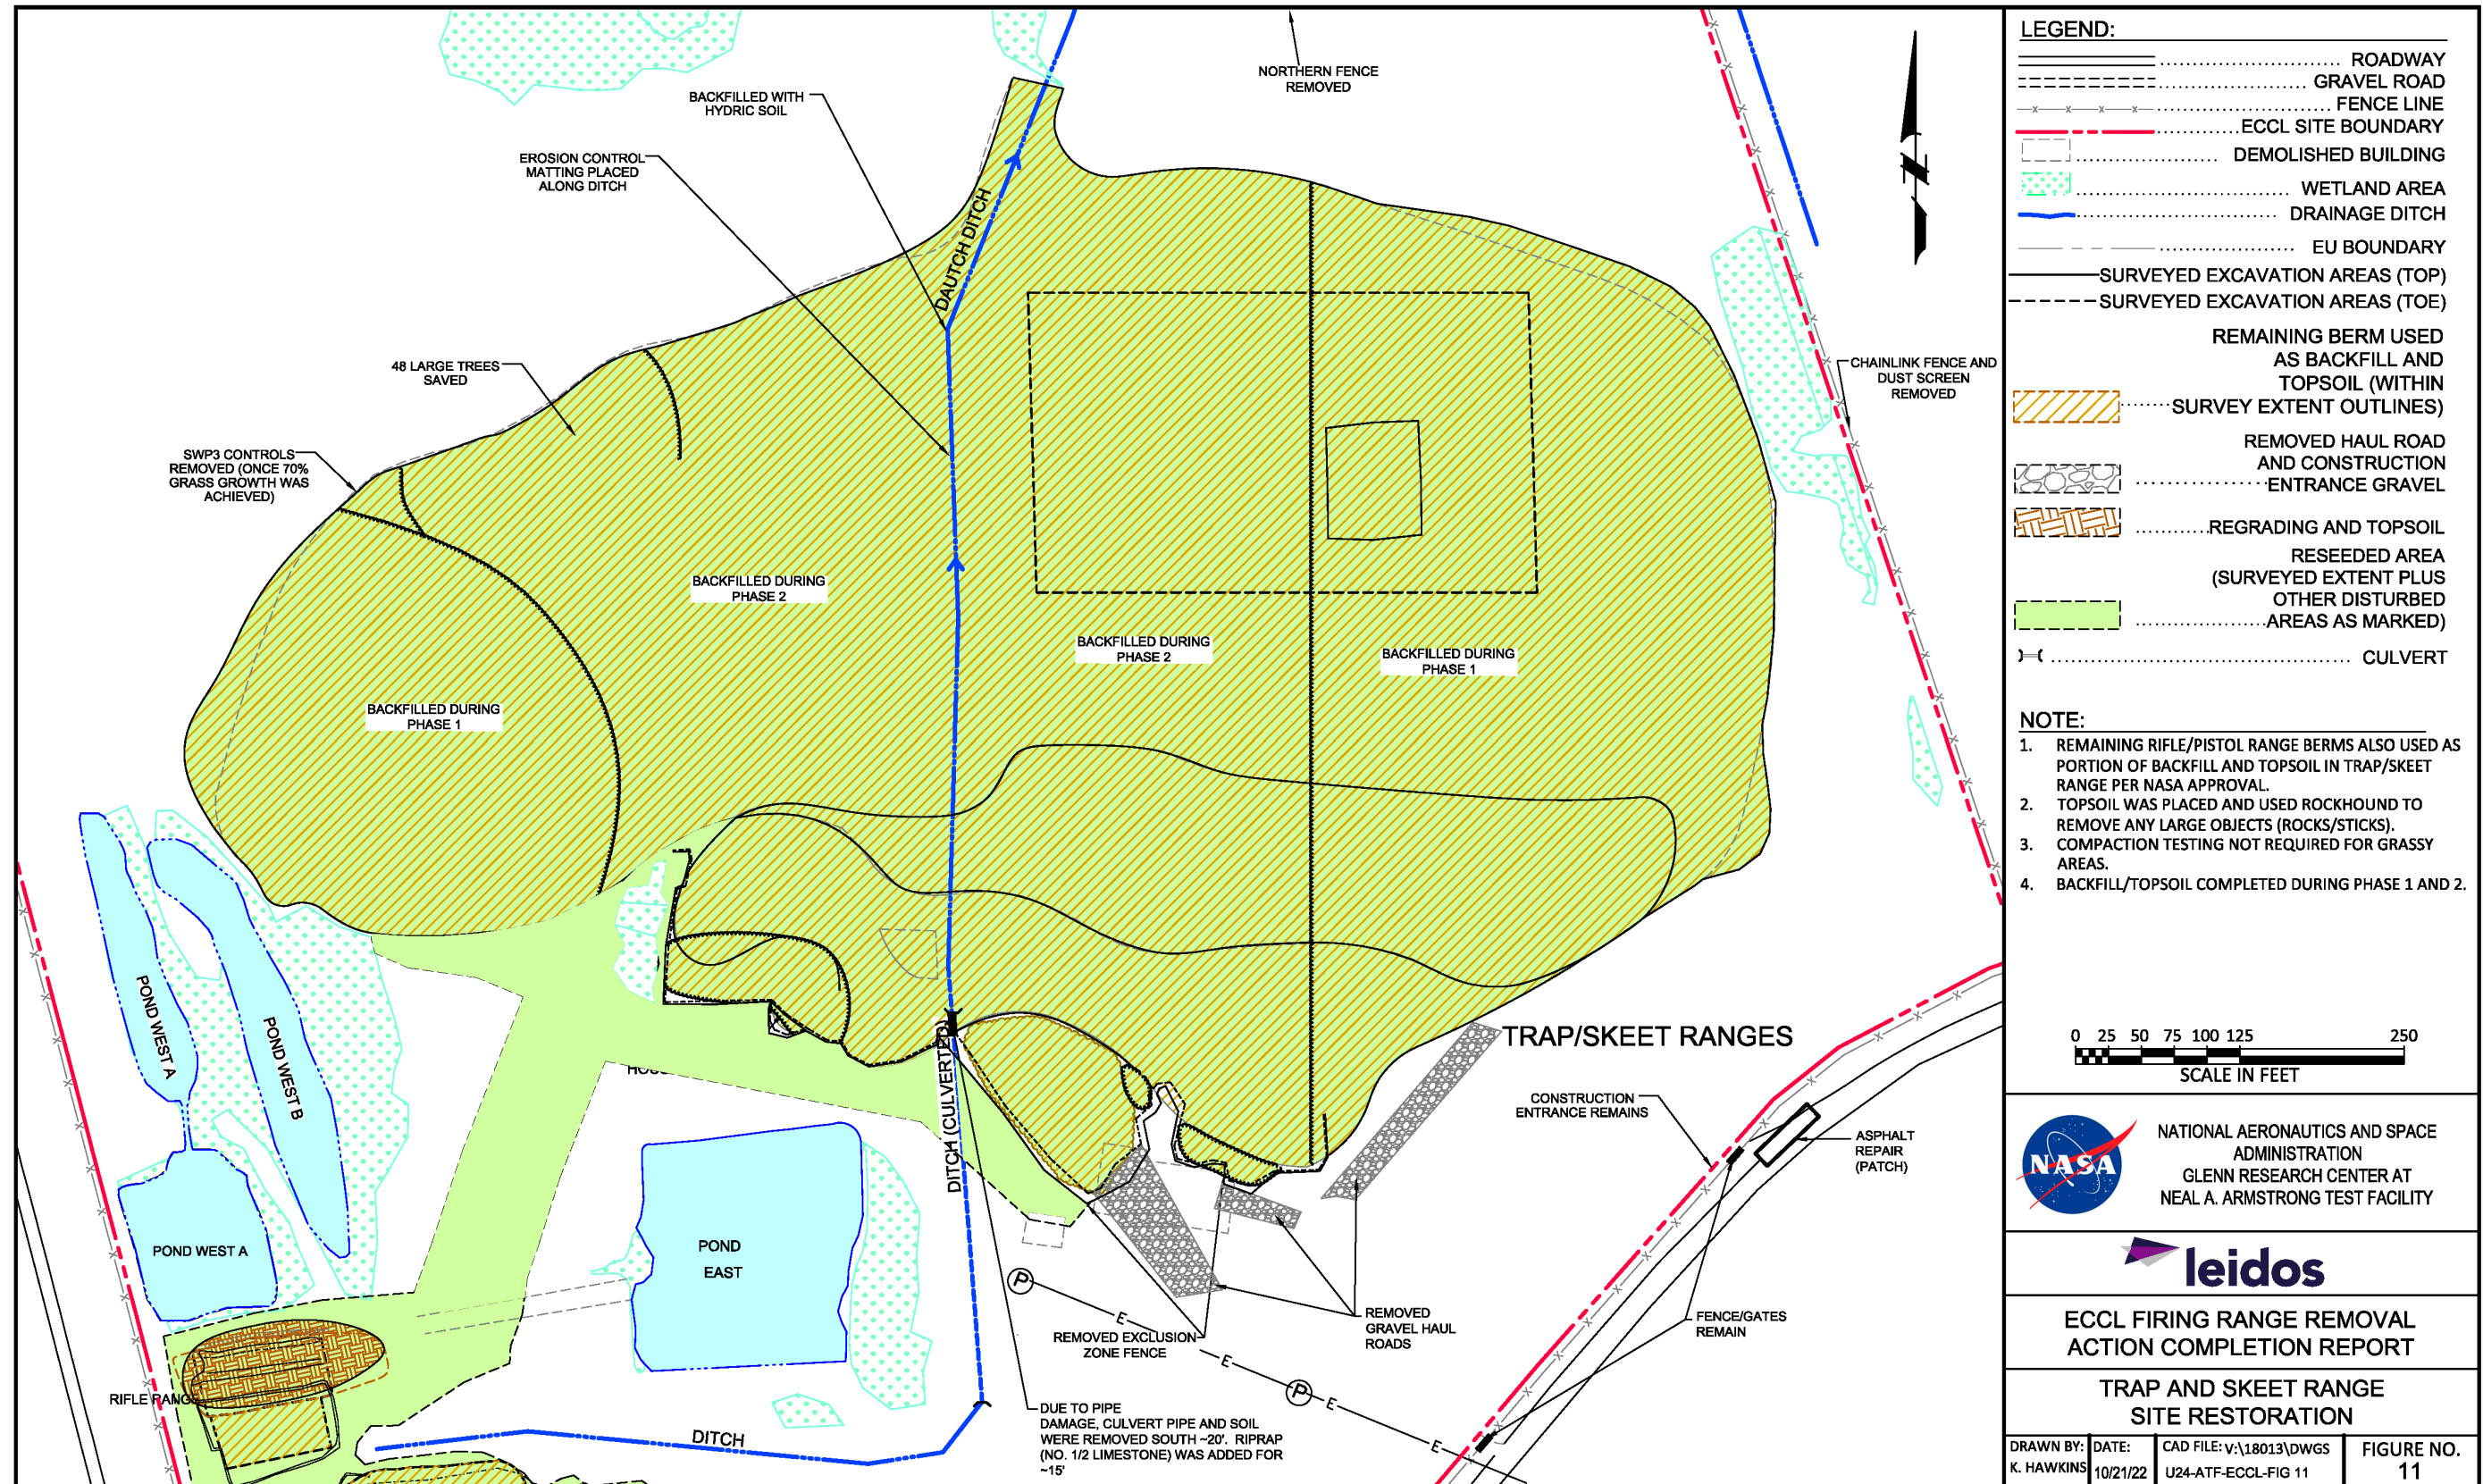 NORTHERN FENCE
REMOVED
BACKFILLED WITH
HYDRIC SOIL
EROSION CONTROL
MATTING PLACED
ALONG DITCH
DAUTCH DITCH
48 LARGE TREES
SAVED
CHAINLINK FENCE AND
DUST SCREEN
REMOVED
SWP3 CONTROLS
REMOVED (ONCE 70%
GRASS GROWTH WAS
ACHIEVED)
BACKFILLED DURING
PHASE 2
BACKFILLED DURING
PHASE 2
BACKFILLED DURING
PHASE 1
BACKFILLED DURING
PHASE 1
POND WEST A
POND WEST B
POND WEST A
POND
EAST
DITCH (CULVERTED)
TRAP/SKEET RANGES
CONSTRUCTION
ENTRANCE REMAINS
ASPHALT
REPAIR
(PATCH)
P
E
REMOVED EXCLUSION
ZONE FENCE
E
P
E
E
REMOVED
GRAVEL HAUL
ROADS
FENCE/GATES
REMAIN
RIFLE RANG
DITCH
DUE TO PIPE
DAMAGE, CULVERT PIPE AND SOIL
WERE REMOVED SOUTH ~20'. RIPRAP
(NO. 1/2 LIMESTONE) WAS ADDED FOR
~15'
LEGEND:
ROADWAY
GRAVEL ROAD
FENCE LINE
ECCL SITE BOUNDARY
DEMOLISHED BUILDING
WETLAND AREA
DRAINAGE DITCH
EU BOUNDARY
SURVEYED EXCAVATION AREAS (TOP)
SURVEYED EXCAVATION AREAS (TOE)
REMAINING BERM USED
AS BACKFILL AND
TOPSOIL (WITHIN
SURVEY EXTENT OUTLINES)
REMOVED HAUL ROAD
AND CONSTRUCTION
ENTRANCE GRAVEL
REGRADING AND TOPSOIL
RESEEDED AREA
(SURVEYED EXTENT PLUS
OTHER DISTURBED
AREAS AS MARKED)
CULVERT
NOTE:
1. REMAINING RIFLE/PISTOL RANGE BERMS ALSO USED AS
PORTION OF BACKFILL AND TOPSOIL IN TRAP/SKEET
RANGE PER NASA APPROVAL.
2. TOPSOIL WAS PLACED AND USED ROCKHOUND TO
REMOVE ANY LARGE OBJECTS (ROCKS/STICKS).
3. COMPACTION TESTING NOT REQUIRED FOR GRASSY
AREAS.
4. BACKFILL/TOPSOIL COMPLETED DURING PHASE 1 AND 2.
0 25 50 75 100 125 250
SCALE IN FEET
NASA
NATIONAL AERONAUTICS AND SPACE
ADMINISTRATION
GLENN RESEARCH CENTER AT
NEAL A. ARMSTRONG TEST FACILITY
leidos
ECCL FIRING RANGE REMOVAL
ACTION COMPLETION REPORT
TRAP AND SKEET RANGE
SITE RESTORATION
DRAWN BY:
K. HAWKINS
DATE:
10/21/22
CAD FILE: V:\18013\DWGS
U24-ATF-ECCL-FIG 11
FIGURE NO.
11